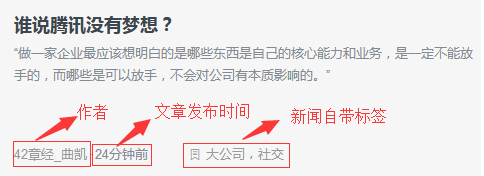 谁说腾讯没有梦想？
“做一家企业最应该想明白的是哪些东西是自己的核心能力和业务，是一定不能放
手的，而哪些是可以放手，不会对公司有本质影响的。”
作者
文章发布时间
新闻自带标签
42章经_曲凯
24分钟前
大公司，社交